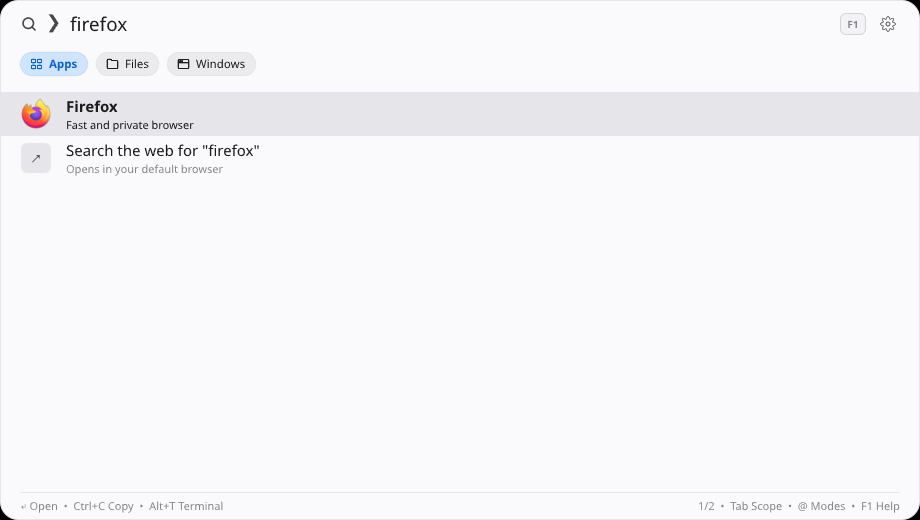 ❯ firefox F1
Apps Files Windows
Firefox
Fast and private browser
Search the web for "firefox"
Opens in your default browser
↵ Open • Ctrl+C Copy • Alt+T Terminal 1/2 • Tab Scope • @ Modes • F1 Help